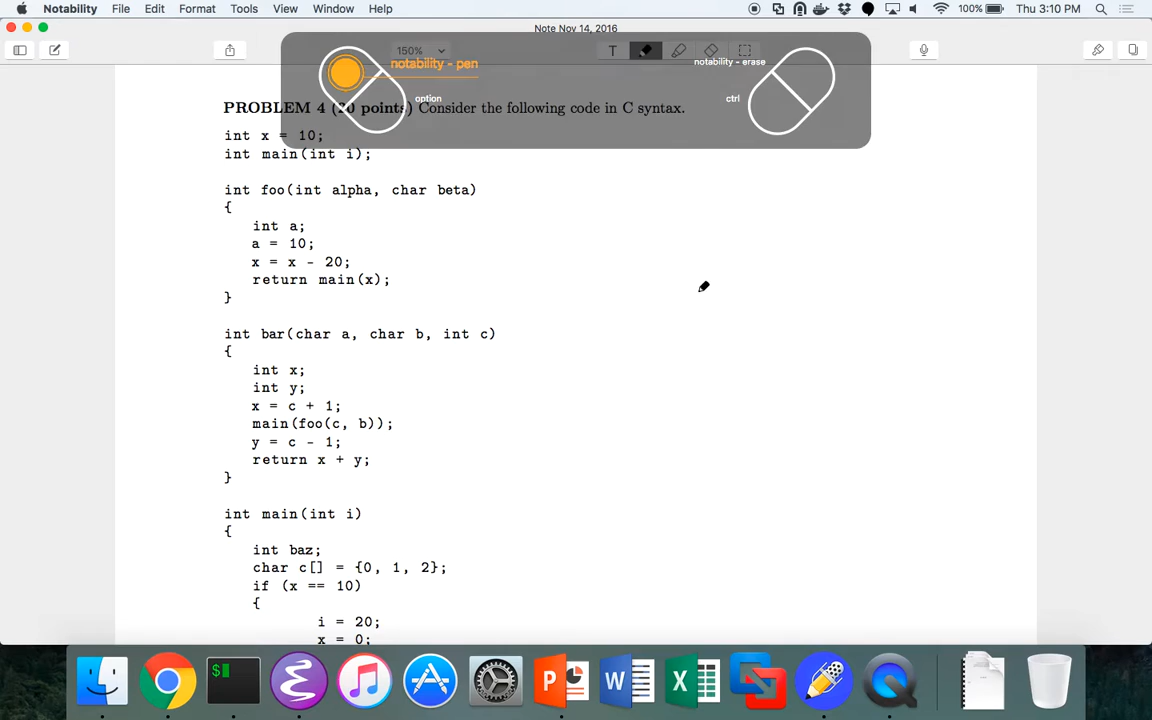 Notability File Edit Format Tools View Window Help 100% Thu 3:10 PM
Note Nov 14, 2016
150% T
notability - pen
notability - erase
option
ctrl
PROBLEM 4 (20 points) Consider the following code in C syntax.
int x = 10;
int main(int i);
int foo(int alpha, char beta)
{
int a;
a = 10;
x = x - 20;
return main(x);
}
int bar(char a, char b, int c)
{
int x;
int y;
x = c + 1;
main(foo(c, b));
y = c - 1;
return x + y;
}
int main(int i)
{
int baz;
char c[] = {0, 1, 2};
if (x == 10)
{
i = 20;
x = 0;
$ P W X